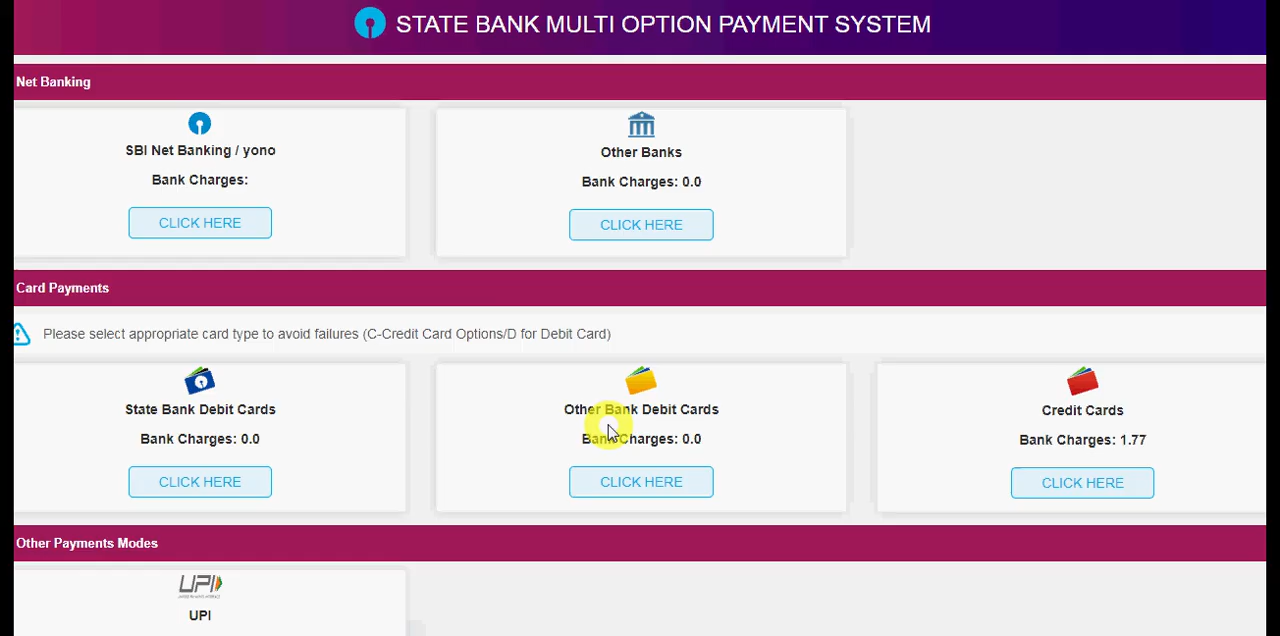 STATE BANK MULTI OPTION PAYMENT SYSTEM
Net Banking
SBI Net Banking / yono
Bank Charges:
CLICK HERE
Other Banks
Bank Charges: 0.0
CLICK HERE
Card Payments
Please select appropriate card type to avoid failures (C-Credit Card Options/D for Debit Card)
State Bank Debit Cards
Bank Charges: 0.0
CLICK HERE
Other Bank Debit Cards
Bank Charges: 0.0
CLICK HERE
Credit Cards
Bank Charges: 1.77
CLICK HERE
Other Payments Modes
UPI
UPI